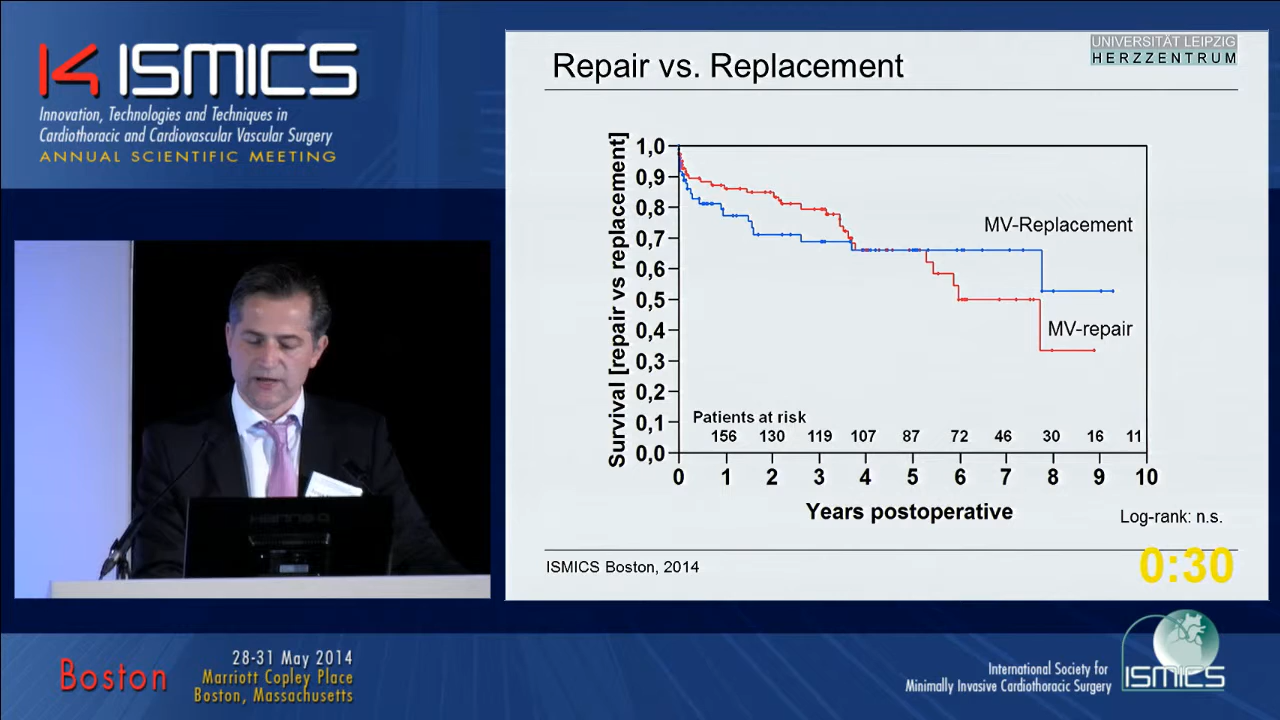 14 ISMICS
Innovation, Technologies and Techniques in
Cardiothoracic and Cardiovascular Vascular Surgery
ANNUAL SCIENTIFIC MEETING
UNIVERSITÄT LEIPZIG
HERZZENTRUM
Repair vs. Replacement
Survival [repair vs replacement]
1,0
0,9
0,8
0,7
0,6
0,5
0,4
0,3
0,2
0,1
0,0
MV-Replacement
MV-repair
Patients at risk
156 130 119 107 87 72 46 30 16 11
0 1 2 3 4 5 6 7 8 9 10
Years postoperative
Log-rank: n.s.
ISMICS Boston, 2014
0:30
Boston
28-31 May 2014
Marriott Copley Place
Boston, Massachusetts
International Society for
Minimally Invasive Cardiothoracic Surgery
ISMICS